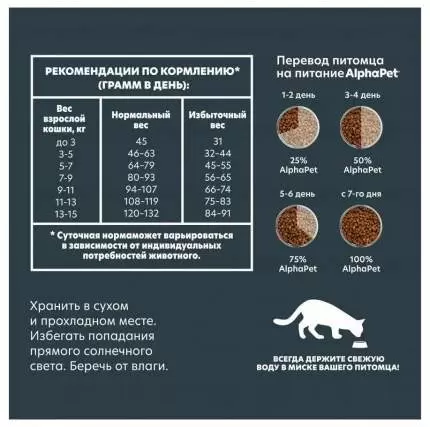 РЕКОМЕНДАЦИИ ПО КОРМЛЕНИЮ*
(ГРАММ В ДЕНЬ):
Вес взрослой кошки, кг | Нормальный вес | Избыточный вес
до 3 45 31
3-5 46-63 32-44
5-7 64-79 45-55
7-9 80-93 56-65
9-11 94-107 66-74
11-13 108-119 75-83
13-15 120-132 84-91
* Суточная нормаможет варьироваться
в зависимости от индивидуальных
потребностей животного.
Перевод питомца
на питание AlphaPet
1-2 день 3-4 день
25% 50%
AlphaPet AlphaPet
5-6 день с 7-го дня
75% 100%
AlphaPet AlphaPet
Хранить в сухом
и прохладном месте.
Избегать попадания
прямого солнечного
света. Беречь от влаги.
ВСЕГДА ДЕРЖИТЕ СВЕЖУЮ
ВОДУ В МИСКЕ ВАШЕГО ПИТОМЦА!